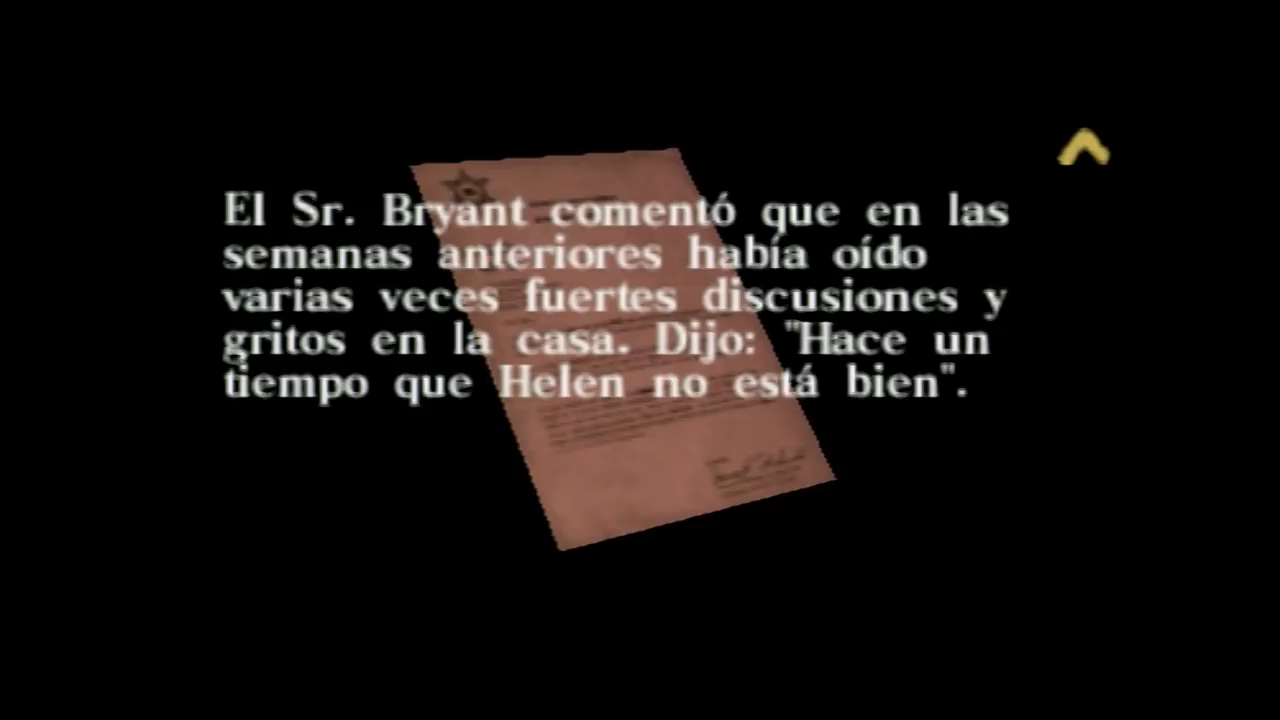 El Sr. Bryant comentó que en las
semanas anteriores había oído
varias veces fuertes discusiones y
gritos en la casa. Dijo: "Hace un
tiempo que Helen no está bien".